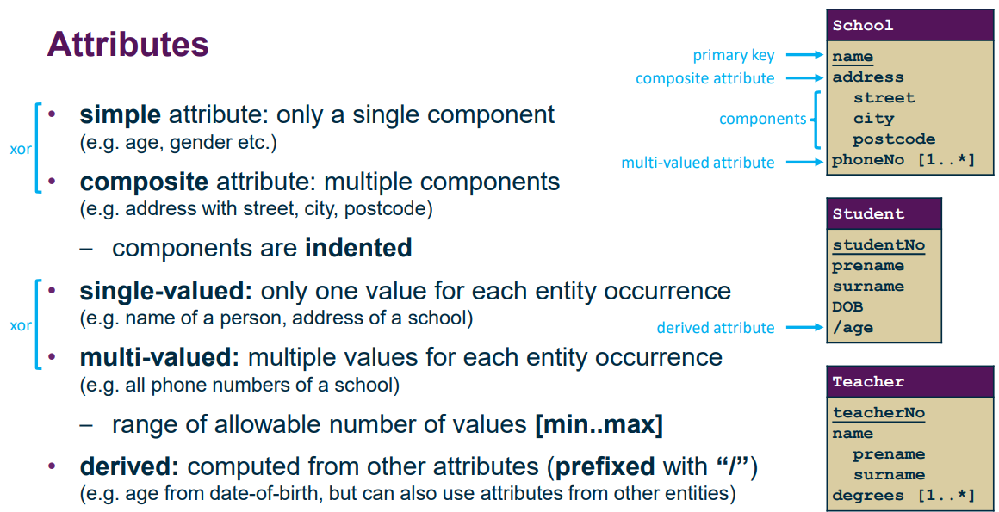 Attributes
xor
• simple attribute: only a single component
(e.g. age, gender etc.)
• composite attribute: multiple components
(e.g. address with street, city, postcode)
– components are indented
xor
• single-valued: only one value for each entity occurrence
(e.g. name of a person, address of a school)
• multi-valued: multiple values for each entity occurrence
(e.g. all phone numbers of a school)
– range of allowable number of values [min..max]
• derived: computed from other attributes (prefixed with “/”)
(e.g. age from date-of-birth, but can also use attributes from other entities)
primary key
composite attribute
components
multi-valued attribute
derived attribute
School
name
address
street
city
postcode
phoneNo [1..*]
Student
studentNo
prename
surname
DOB
/age
Teacher
teacherNo
name
prename
surname
degrees [1..*]